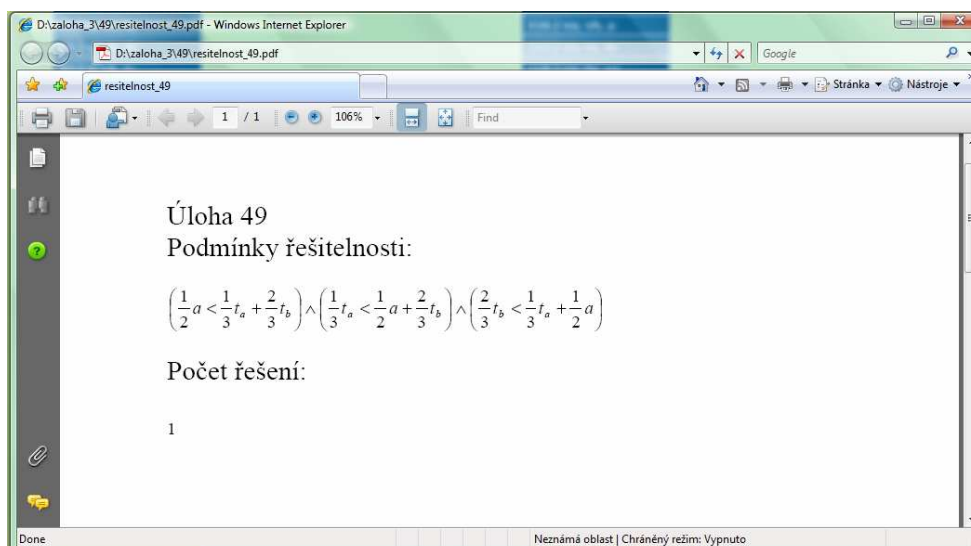 D:\zaloha_3\49\resitelnost_49.pdf - Windows Internet Explorer
D:\zaloha_3\49\resitelnost_49.pdf
Google
resitelnost_49
Stránka
Nástroje
1 / 1
106%
Find
Úloha 49
Podmínky řešitelnosti:
(1/2 a < 1/3 t_a + 2/3 t_b) ∧ (1/3 t_a < 1/2 a + 2/3 t_b) ∧ (2/3 t_b < 1/3 t_a + 1/2 a)
Počet řešení:
1
Done
Neznámá oblast | Chráněný režim: Vypnuto